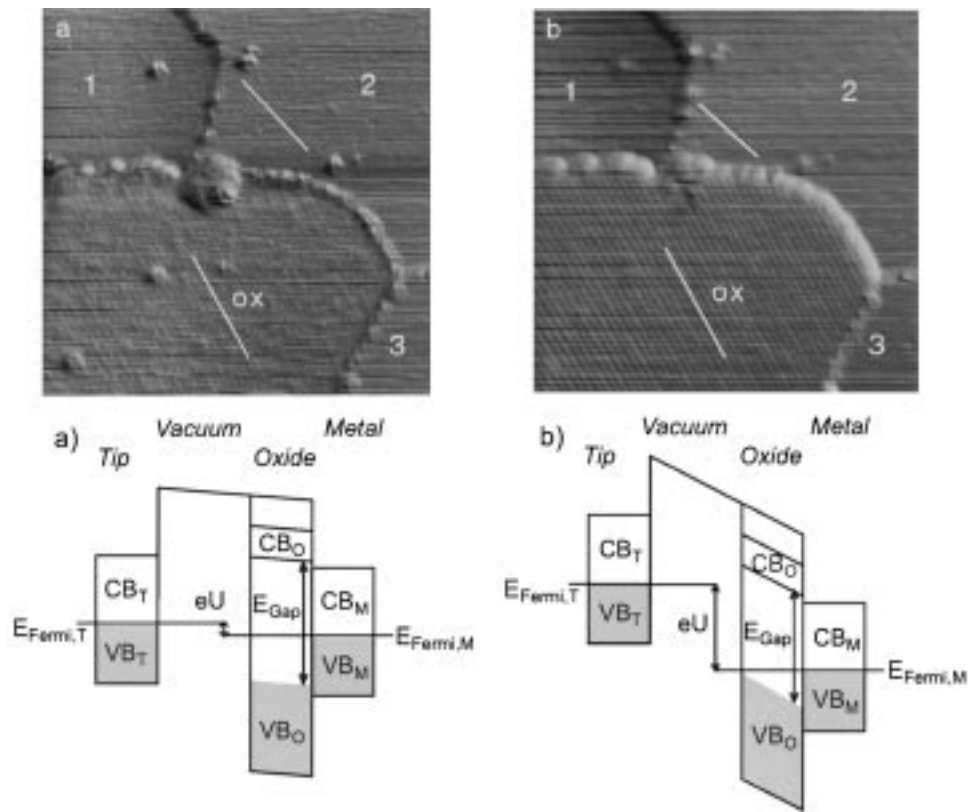 a
1
2
ox
3
b
1
2
ox
3
a)
Vacuum
Metal
Tip
Oxide
CB_O
CB_T
eU
E_Gap
CB_M
E_Fermi,T
E_Fermi,M
VB_T
VB_M
VB_O
b)
Vacuum
Metal
Tip
Oxide
CB_T
CB_O
E_Fermi,T
VB_T
eU
E_Gap
CB_M
E_Fermi,M
VB_M
VB_O